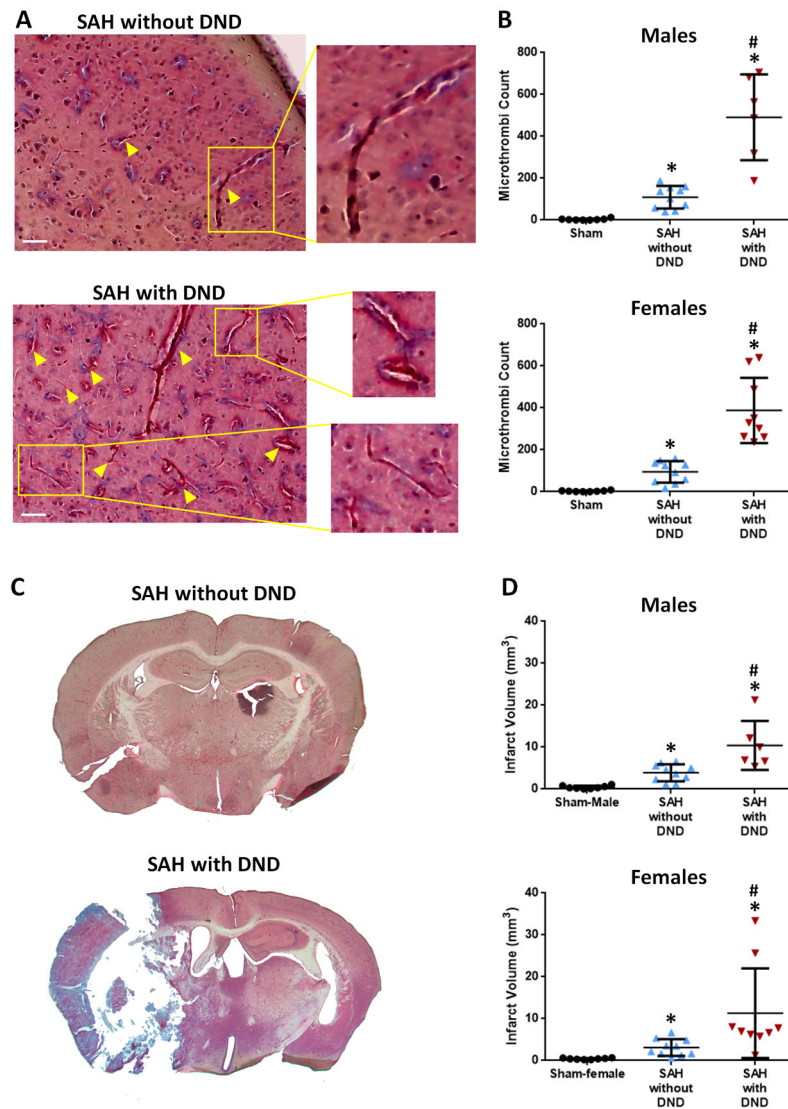 A
SAH without DND
SAH with DND
B
Males
Microthrombi Count
800
600
400
200
0
#
*
*
Sham
SAH without DND
SAH with DND
Females
Microthrombi Count
800
600
400
200
0
#
*
*
Sham
SAH without DND
SAH with DND
C
SAH without DND
SAH with DND
D
Males
Infarct Volume (mm³)
40
30
20
10
0
#
*
*
Sham-Male
SAH without DND
SAH with DND
Females
Infarct Volume (mm³)
40
30
20
10
0
#
*
*
Sham-female
SAH without DND
SAH with DND